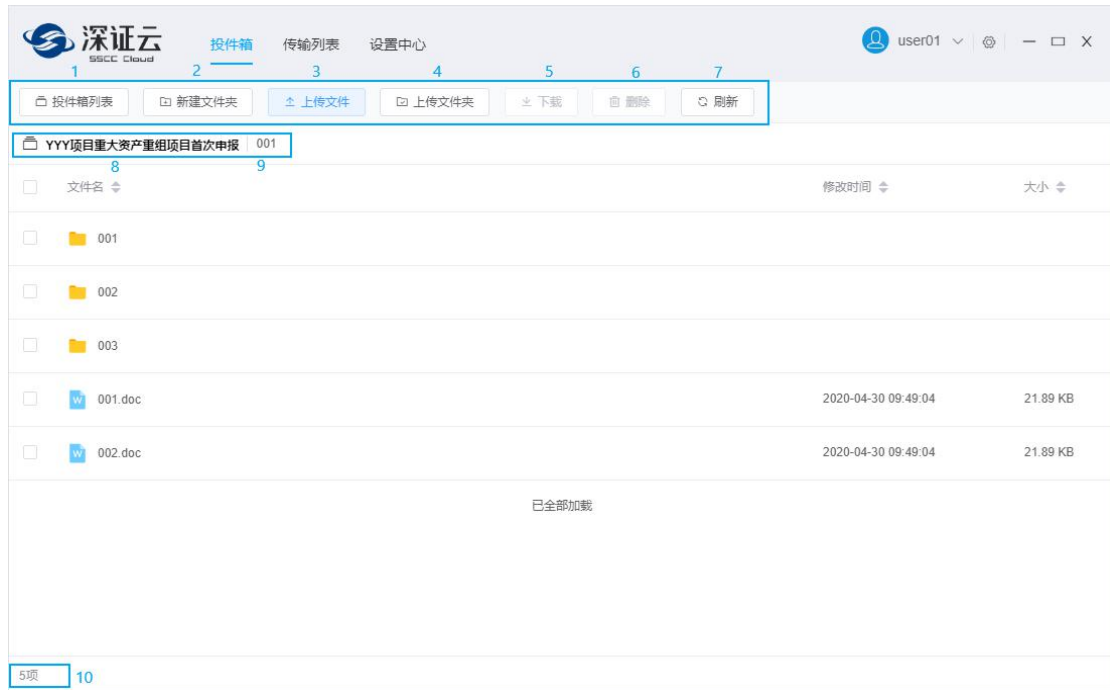 深证云
SSCC Cloud
投件箱 传输列表 设置中心 user01
1 2 3 4 5 6 7
投件箱列表 新建文件夹 上传文件 上传文件夹 下载 删除 刷新
YYY项目重大资产重组项目首次申报 001
8 9
文件名 修改时间 大小
001
002
003
001.doc 2020-04-30 09:49:04 21.89 KB
002.doc 2020-04-30 09:49:04 21.89 KB
已全部加载
5项 10